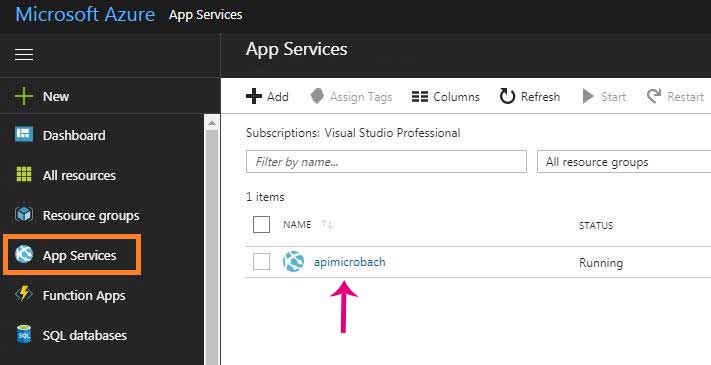 Microsoft Azure App Services
App Services
New
Dashboard
All resources
Resource groups
App Services
Function Apps
SQL
SQL databases
Add Assign Tags Columns Refresh Start Restart
Subscriptions: Visual Studio Professional
Filter by name...
All resource groups
1 items
NAME STATUS
apimicrobach Running